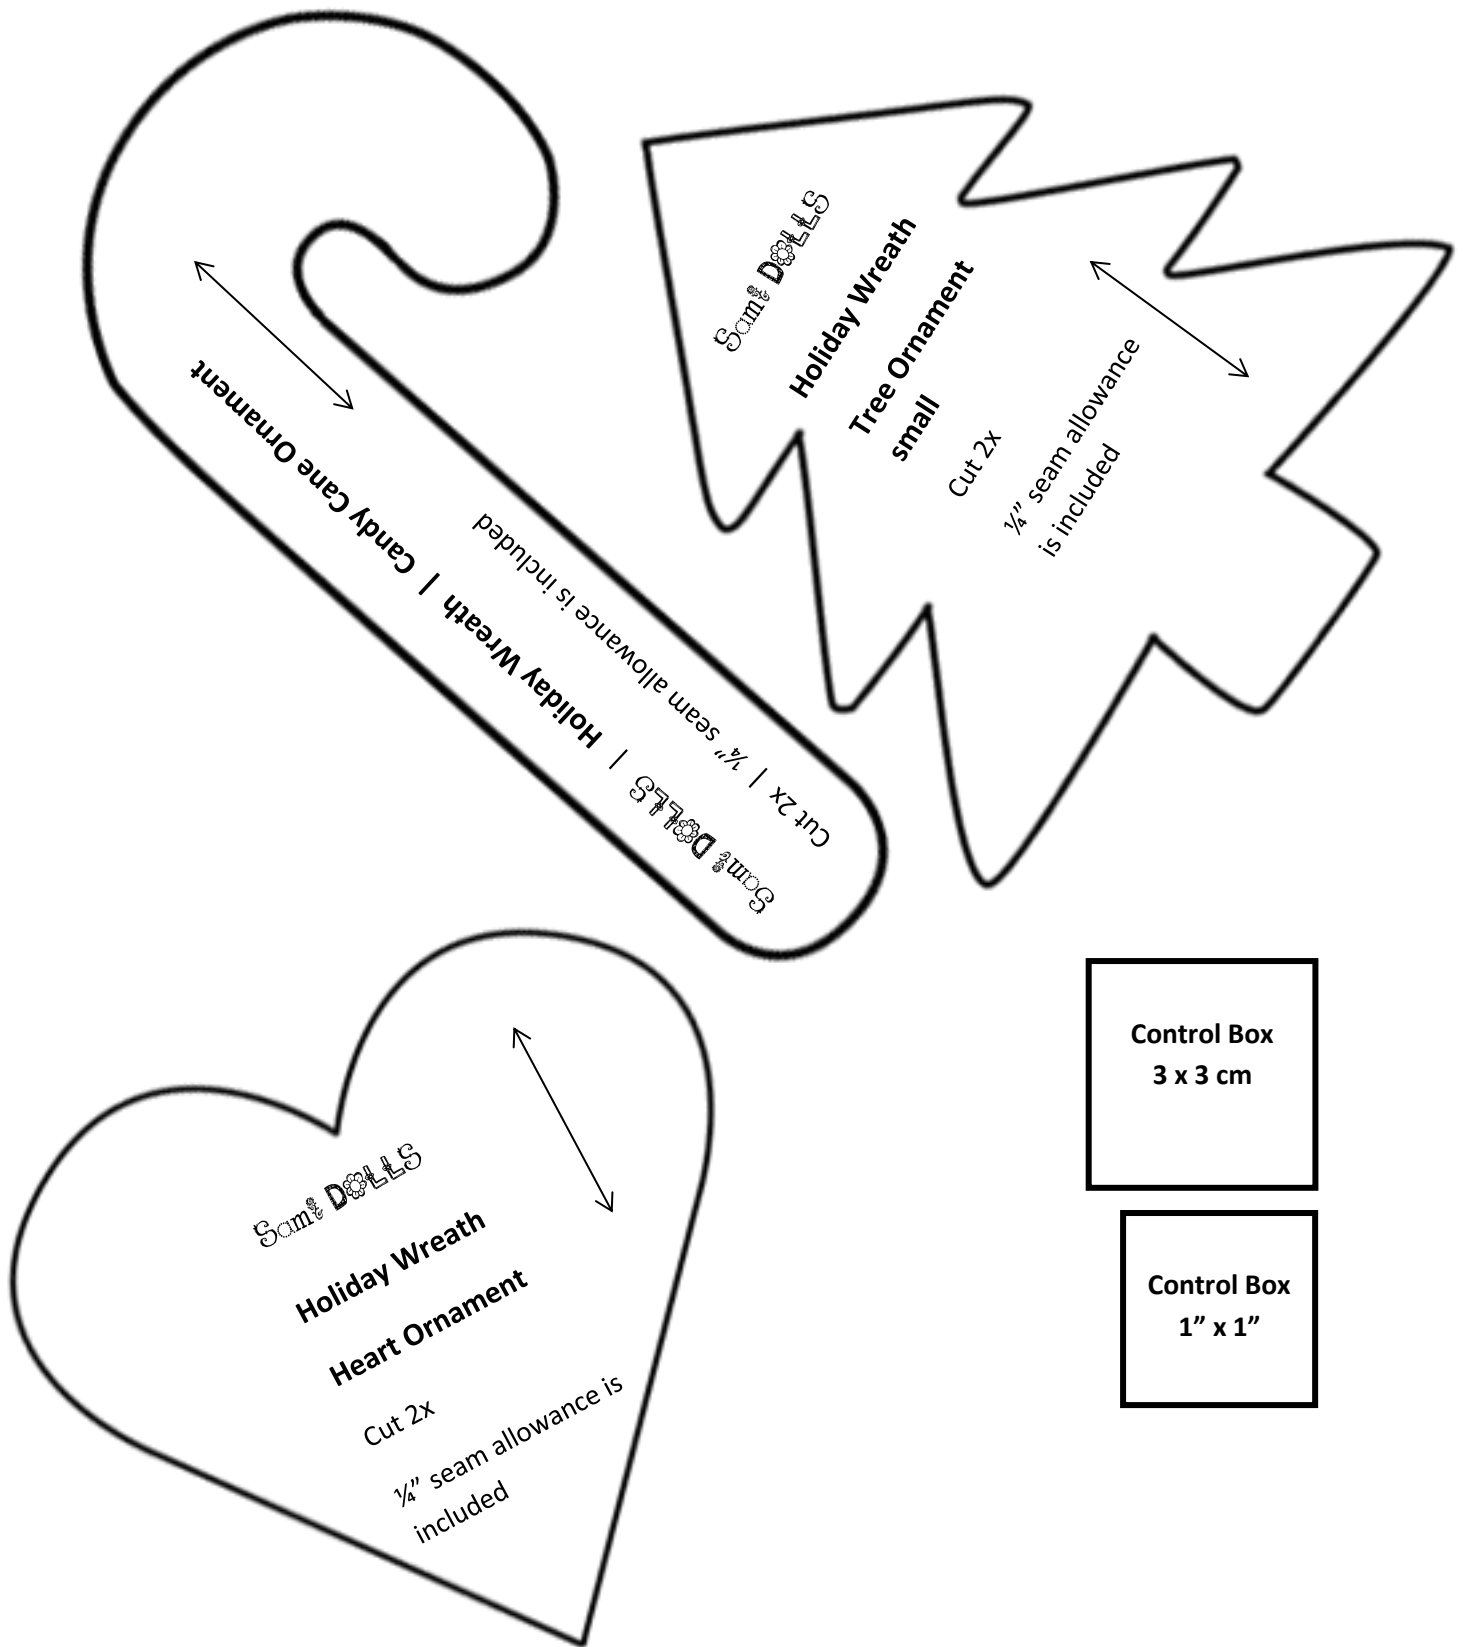 Sami DOLLS | Holiday Wreath | Candy Cane Ornament
Cut 2x | ¼” seam allowance is included
Sami DOLLS
Holiday Wreath
Tree Ornament
small
Cut 2x
¼” seam allowance
is included
Sami DOLLS
Holiday Wreath
Heart Ornament
Cut 2x
¼” seam allowance is
included
Control Box
3 x 3 cm
Control Box
1” x 1”